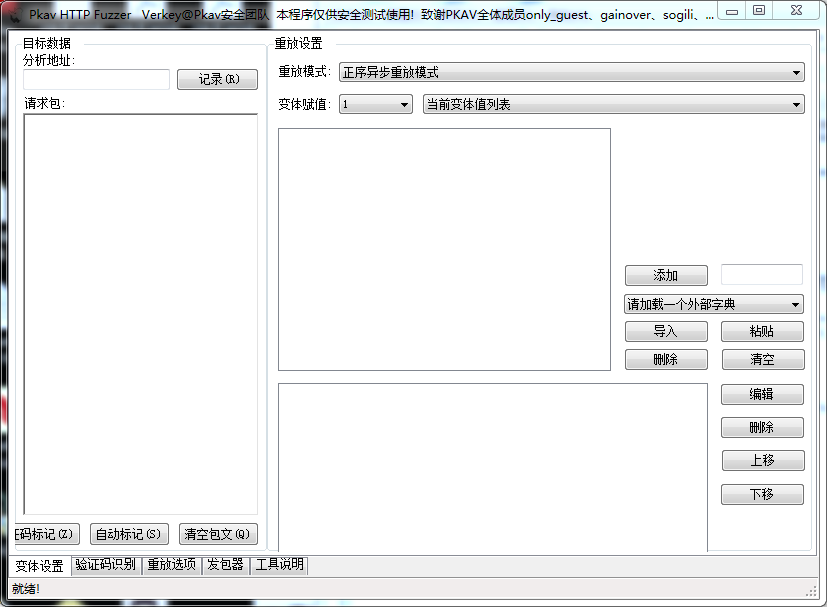 Pkav HTTP Fuzzer Verkey@Pkav安全团队 本程序仅供安全测试使用！致谢PKAV全体成员only_guest、gainover、sogili、...
目标数据
分析地址:
记录(R)
请求包:
证码标记(Z)
自动标记(S)
清空包文(Q)
重放设置
重放模式:
正序异步重放模式
变体赋值:
1
当前变体值列表
添加
请加载一个外部字典
导入
粘贴
删除
清空
编辑
删除
上移
下移
变体设置
验证码识别
重放选项
发包器
工具说明
就绪!